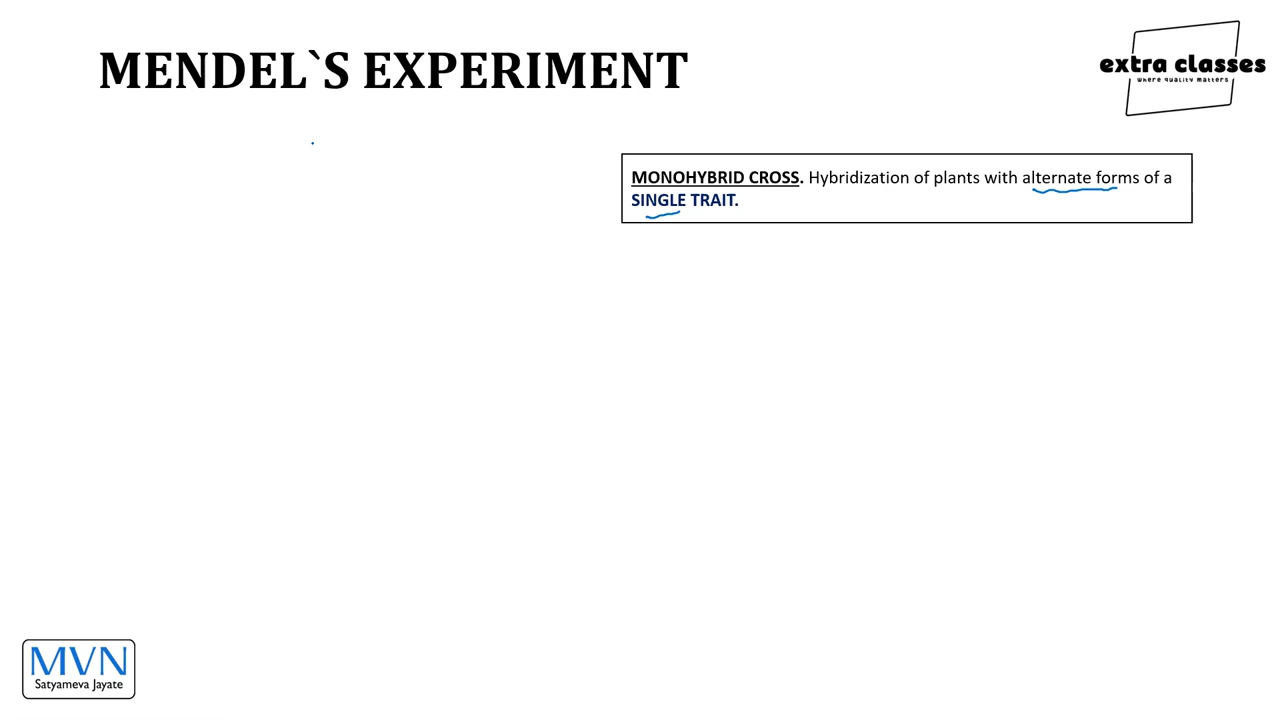 MENDEL`S EXPERIMENT
extra classes
where quality matters
MONOHYBRID CROSS. Hybridization of plants with alternate forms of a
SINGLE TRAIT.
MVN
Satyameva Jayate